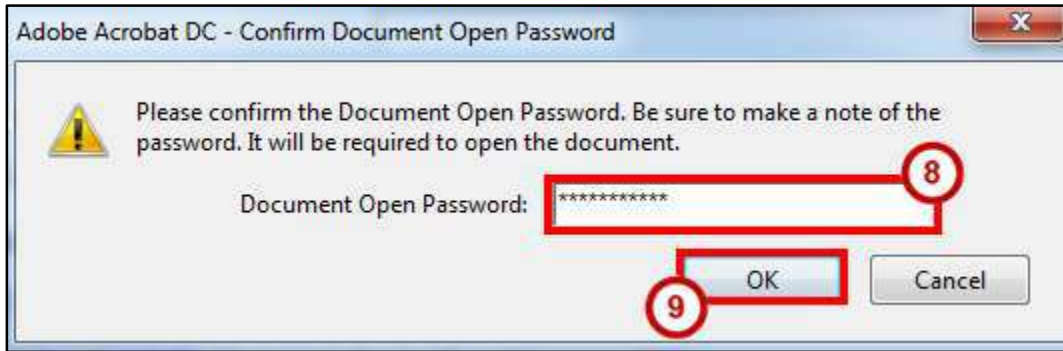 Adobe Acrobat DC - Confirm Document Open Password
Please confirm the Document Open Password. Be sure to make a note of the
password. It will be required to open the document.
8
Document Open Password: ***********
OK Cancel
9